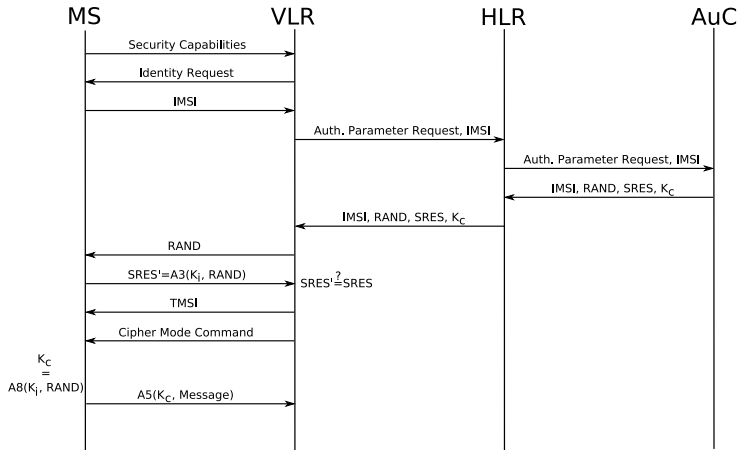 MS VLR HLR AuC
Security Capabilities
Identity Request
IMSI
Auth. Parameter Request, IMSI
Auth. Parameter Request, IMSI
IMSI, RAND, SRES, Kc
IMSI, RAND, SRES, Kc
RAND
SRES'=A3(Ki, RAND)
?
SRES'=SRES
TMSI
Cipher Mode Command
Kc
=
A8(Ki, RAND)
A5(Kc, Message)